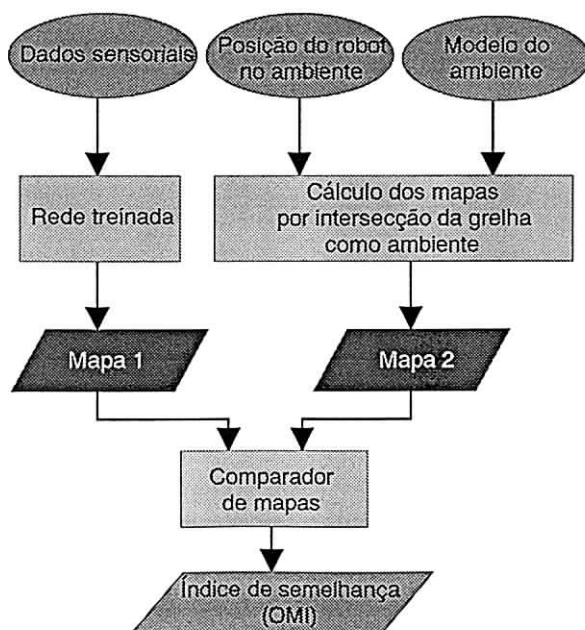 Dados sensoriais
Posição do robot
no ambiente
Modelo do
ambiente
Rede treinada
Cálculo dos mapas
por intersecção da grelha
como ambiente
Mapa 1
Mapa 2
Comparador
de mapas
Índice de semelhança
(OMI)